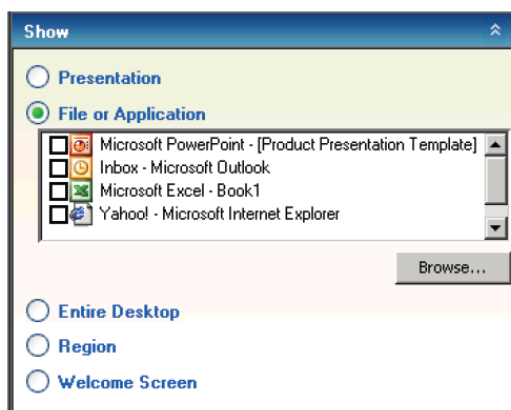 Show
Presentation
File or Application
Microsoft PowerPoint - [Product Presentation Template]
Inbox - Microsoft Outlook
Microsoft Excel - Book1
Yahoo! - Microsoft Internet Explorer
Browse...
Entire Desktop
Region
Welcome Screen